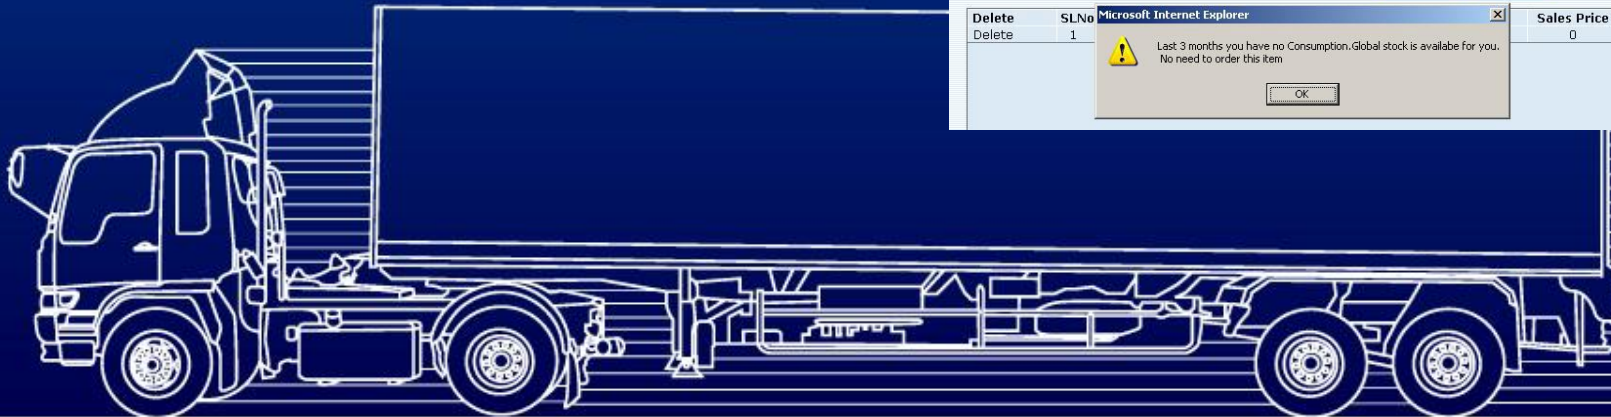 Delete SLNo Sales Price
Delete 1 0
Microsoft Internet Explorer
Last 3 months you have no Consumption.Global stock is availabe for you.
No need to order this item
OK